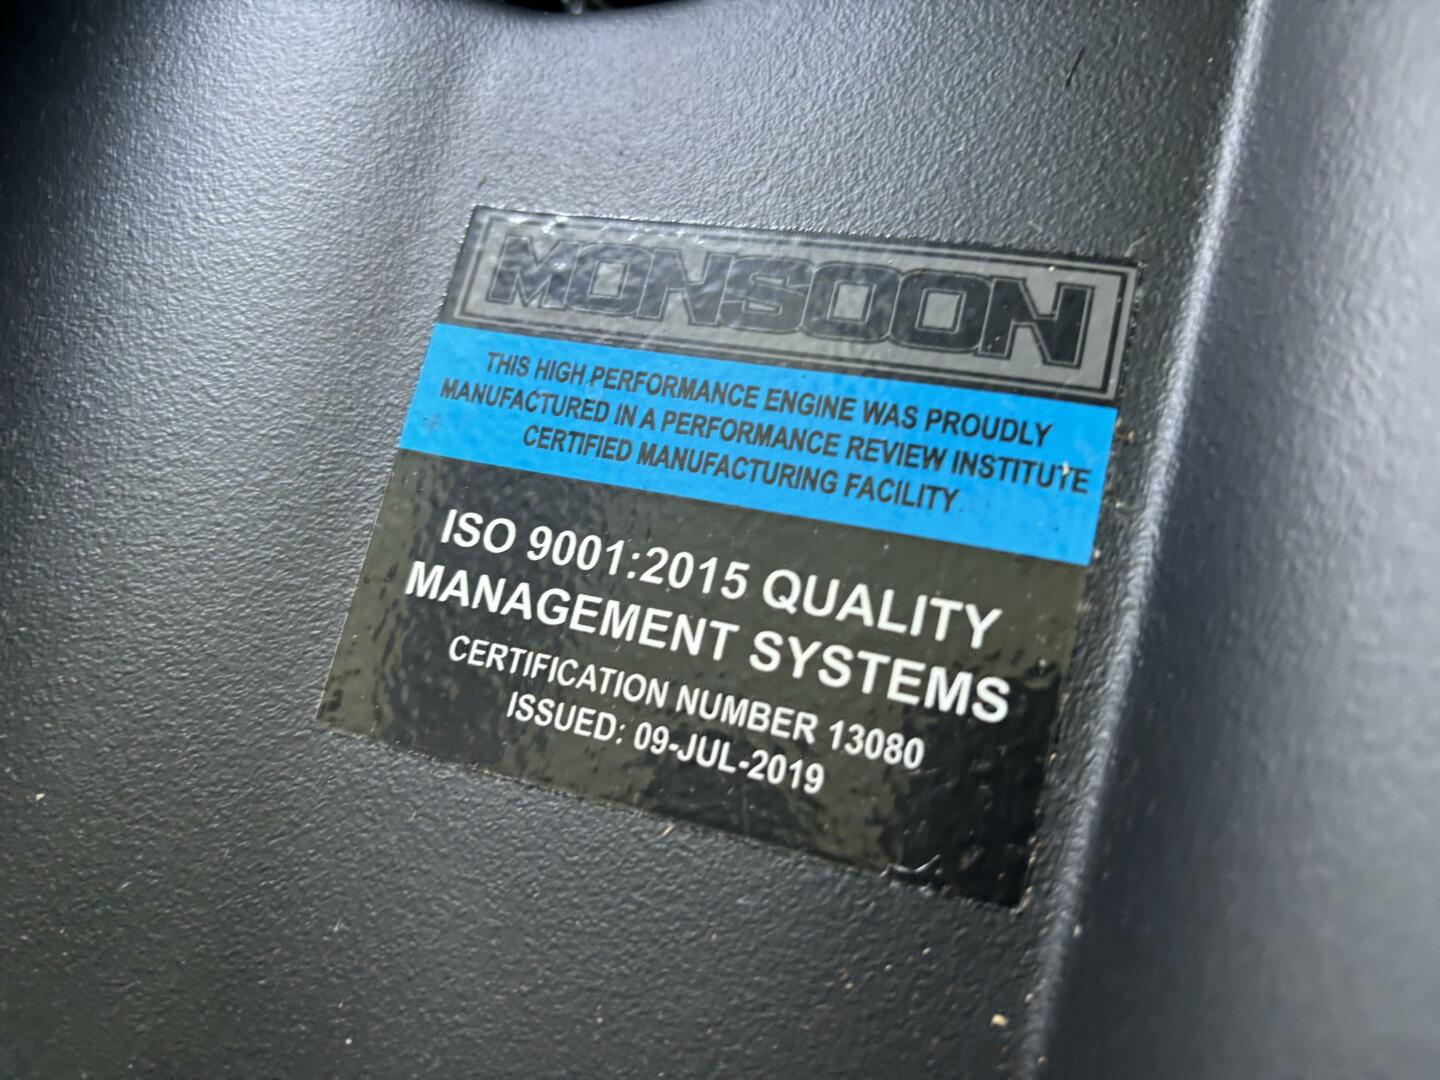 MONSOON
THIS HIGH PERFORMANCE ENGINE WAS PROUDLY
MANUFACTURED IN A PERFORMANCE REVIEW INSTITUTE
CERTIFIED MANUFACTURING FACILITY
ISO 9001:2015 QUALITY
MANAGEMENT SYSTEMS
CERTIFICATION NUMBER 13080
ISSUED: 09-JUL-2019